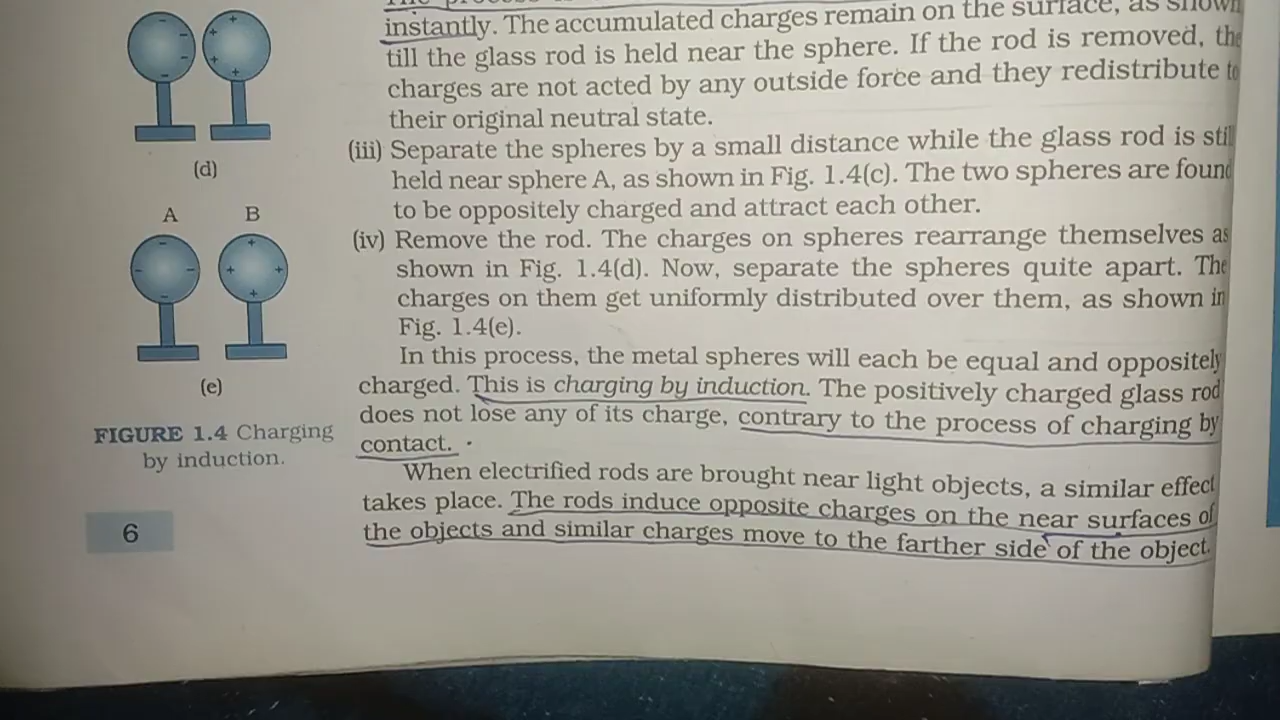 instantly. The accumulated charges remain on the surface, as shown
till the glass rod is held near the sphere. If the rod is removed, the
charges are not acted by any outside force and they redistribute to
their original neutral state.
(d)
(iii) Separate the spheres by a small distance while the glass rod is still
held near sphere A, as shown in Fig. 1.4(c). The two spheres are found
to be oppositely charged and attract each other.
A B
(iv) Remove the rod. The charges on spheres rearrange themselves as
shown in Fig. 1.4(d). Now, separate the spheres quite apart. The
charges on them get uniformly distributed over them, as shown in
Fig. 1.4(e).
In this process, the metal spheres will each be equal and oppositely
charged. This is charging by induction. The positively charged glass rod
does not lose any of its charge, contrary to the process of charging by
contact.
(e)
FIGURE 1.4 Charging
by induction.
When electrified rods are brought near light objects, a similar effect
takes place. The rods induce opposite charges on the near surfaces of
the objects and similar charges move to the farther side of the object.
6